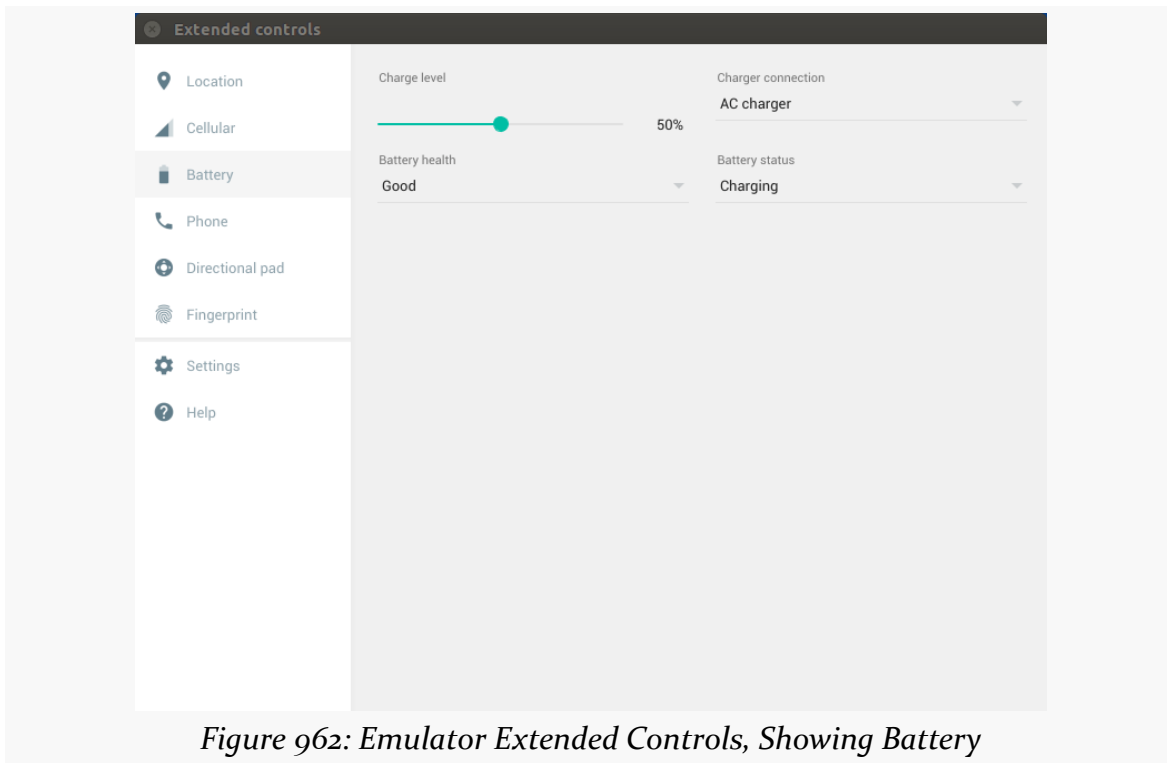 Extended controls
Location
Cellular
Battery
Phone
Directional pad
Fingerprint
Settings
Help
Charge level
50%
Charger connection
AC charger
Battery health
Good
Battery status
Charging
Figure 962: Emulator Extended Controls, Showing Battery